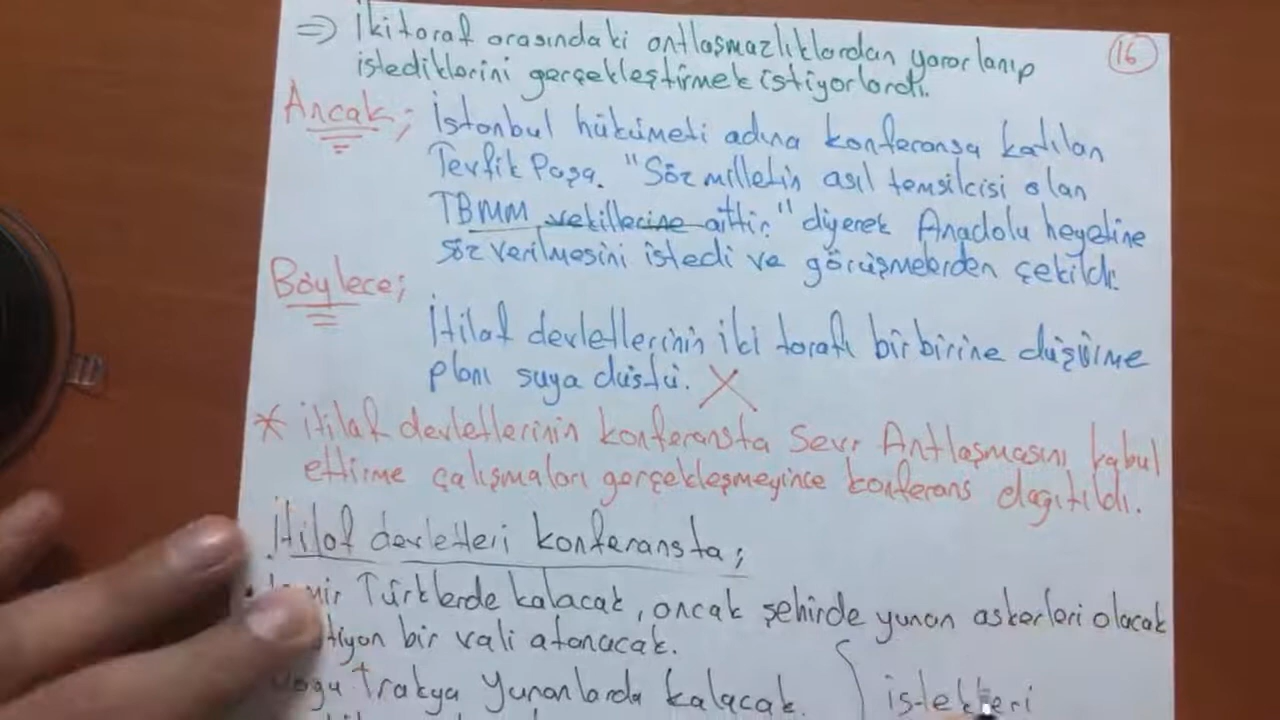 ⇒ İki taraf arasındaki antlaşmazlıklardan yararlanıp
16
istediklerini gerçekleştirmek istiyorlardı.
Ancak;
İstanbul hükümeti adına konferansa katılan
Tevfik Paşa. "Söz milletin asıl temsilcisi olan
TBMM vekillerine aittir." diyerek Anadolu heyetine
söz verilmesini istedi ve görüşmelerden çekildi.
Böylece;
İtilaf devletlerinin iki tarafı birbirine düşürme
planı suya düştü. X
* itilaf devletlerinin konferansta Sevr Antlaşmasını kabul
ettirme çalışmaları gerçekleşmeyince konferans dağıtıldı.
İtilaf devletleri konferansta;
Türklerde kalacak, ancak şehirde yunan askerleri olacak
bir vali atanacak.
Trakya Yunanlarda kalacak.
istekleri